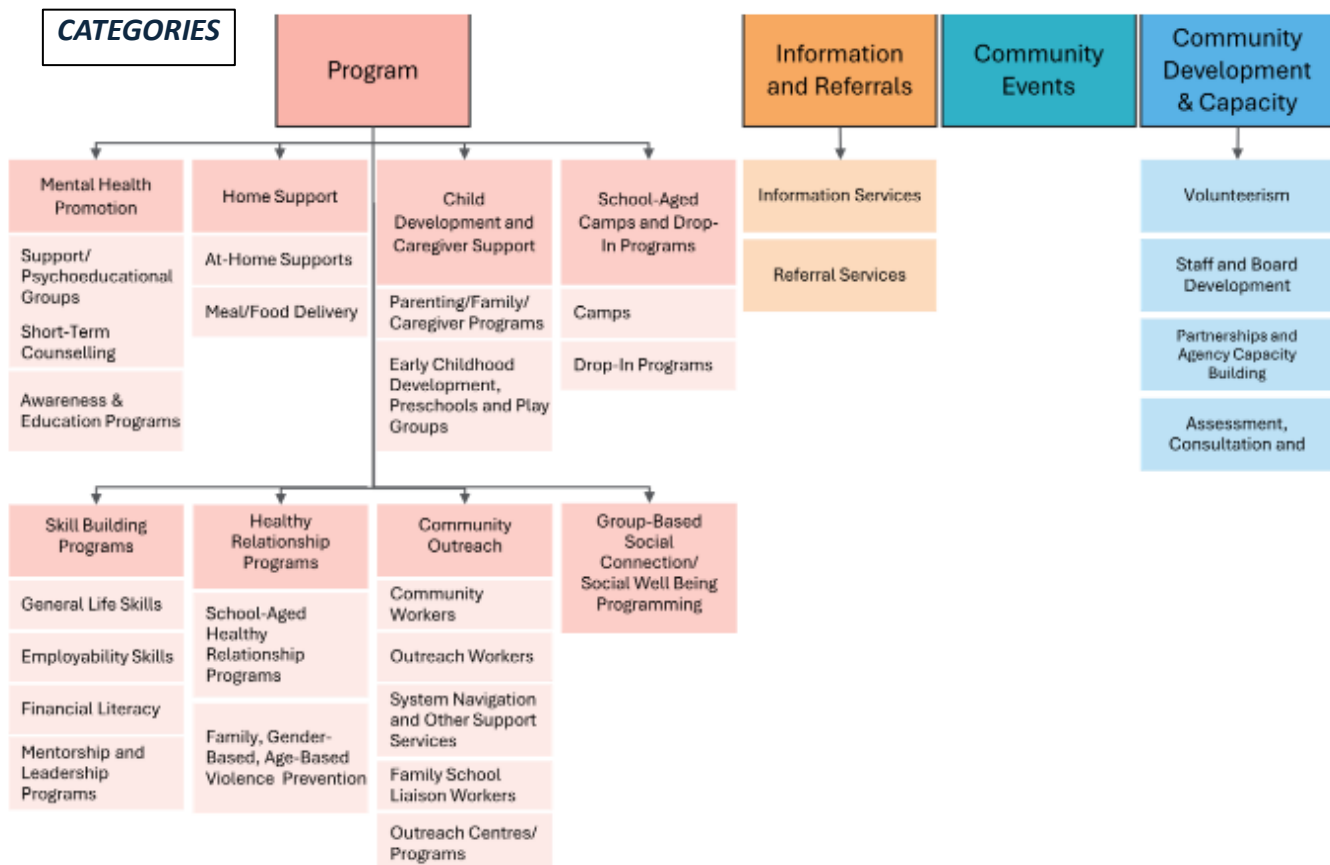 CATEGORIES
Program
Information
and Referrals
Community
Events
Community
Development
& Capacity
Mental Health
Promotion
Support/
Psychoeducational
Groups
Short-Term
Counselling
Awareness &
Education Programs
Home Support
At-Home Supports
Meal/Food Delivery
Child
Development and
Caregiver Support
Parenting/Family/
Caregiver Programs
Early Childhood
Development,
Preschools and Play
Groups
School-Aged
Camps and Drop-
In Programs
Camps
Drop-In Programs
Information Services
Referral Services
Volunteerism
Staff and Board
Development
Partnerships and
Agency Capacity
Building
Assessment,
Consultation and
Skill Building
Programs
General Life Skills
Employability Skills
Financial Literacy
Mentorship and
Leadership
Programs
Healthy
Relationship
Programs
School-Aged
Healthy
Relationship
Programs
Family, Gender-
Based, Age-Based
Violence Prevention
Community
Outreach
Community
Workers
Outreach Workers
System Navigation
and Other Support
Services
Family School
Liaison Workers
Outreach Centres/
Programs
Group-Based
Social
Connection/
Social Well Being
Programming